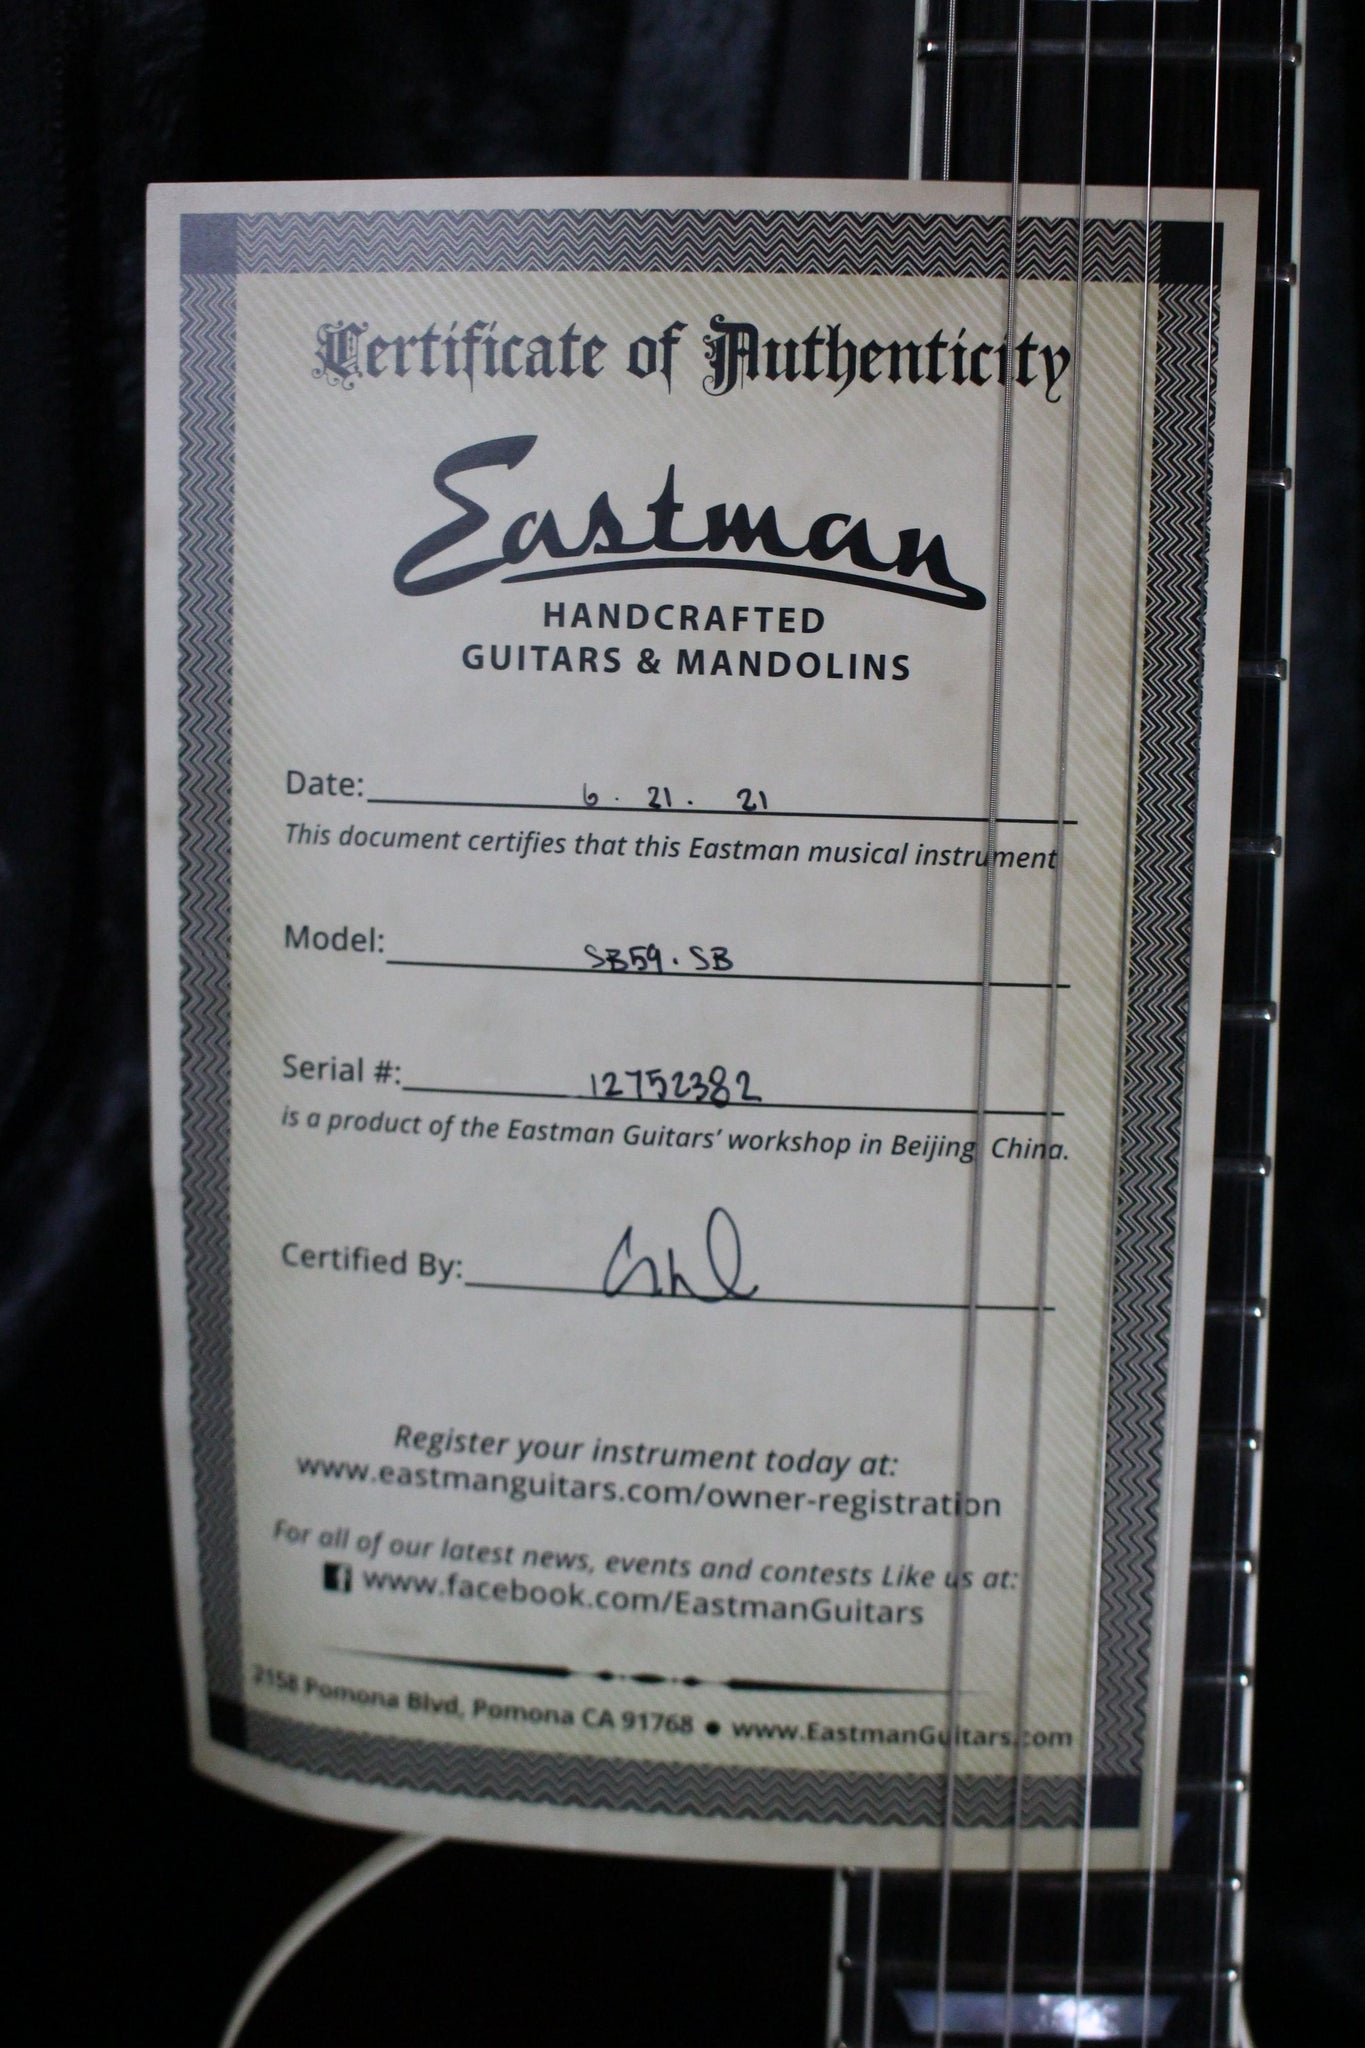 Certificate of Authenticity
Eastman
HANDCRAFTED
GUITARS & MANDOLINS
Date: 6 . 21 . 21
This document certifies that this Eastman musical instrument
Model: SB59 . SB
Serial #: 12752382
is a product of the Eastman Guitars' workshop in Beijing, China.
Certified By:
Register your instrument today at:
www.eastmanguitars.com/owner-registration
For all of our latest news, events and contests Like us at:
f www.facebook.com/EastmanGuitars
2158 Pomona Blvd, Pomona CA 91768 ● www.EastmanGuitars.com